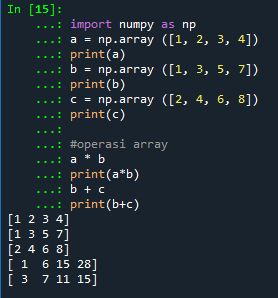 In [15]:
...: import numpy as np
...: a = np.array ([1, 2, 3, 4])
...: print(a)
...: b = np.array ([1, 3, 5, 7])
...: print(b)
...: c = np.array ([2, 4, 6, 8])
...: print(c)
...:
...: #operasi array
...: a * b
...: print(a*b)
...: b + c
...: print(b+c)
[1 2 3 4]
[1 3 5 7]
[2 4 6 8]
[ 1  6 15 28]
[ 3  7 11 15]